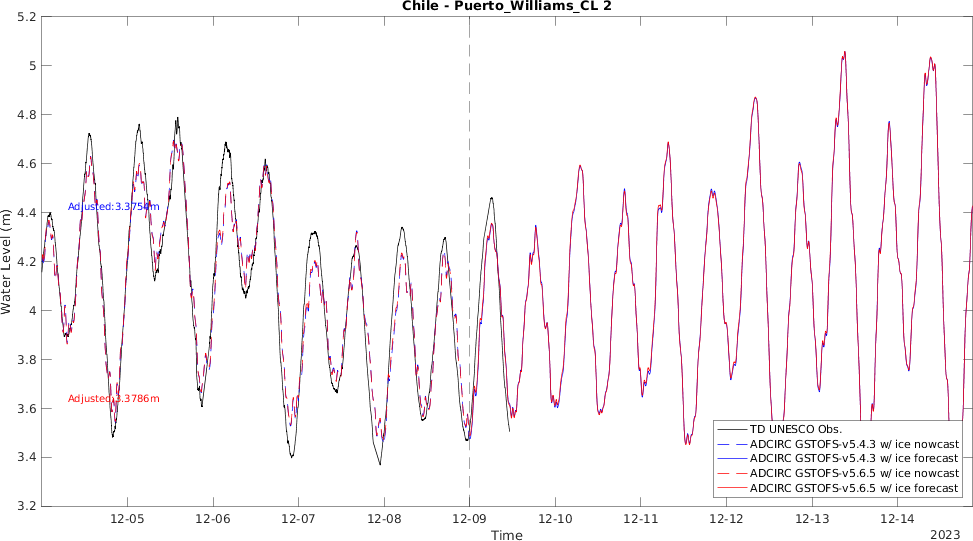 Chile - Puerto_Williams_CL 2
5.2
5
4.8
4.6
4.4
4.2
4
3.8
3.6
3.4
3.2
Water Level (m)
Adjusted:3.3754m
Adjusted:3.3786m
TD UNESCO Obs.
ADCIRC GSTOFS-v5.4.3 w/ ice nowcast
ADCIRC GSTOFS-v5.4.3 w/ ice forecast
ADCIRC GSTOFS-v5.6.5 w/ ice nowcast
ADCIRC GSTOFS-v5.6.5 w/ ice forecast
12-05 12-06 12-07 12-08 12-09 12-10 12-11 12-12 12-13 12-14
Time
2023